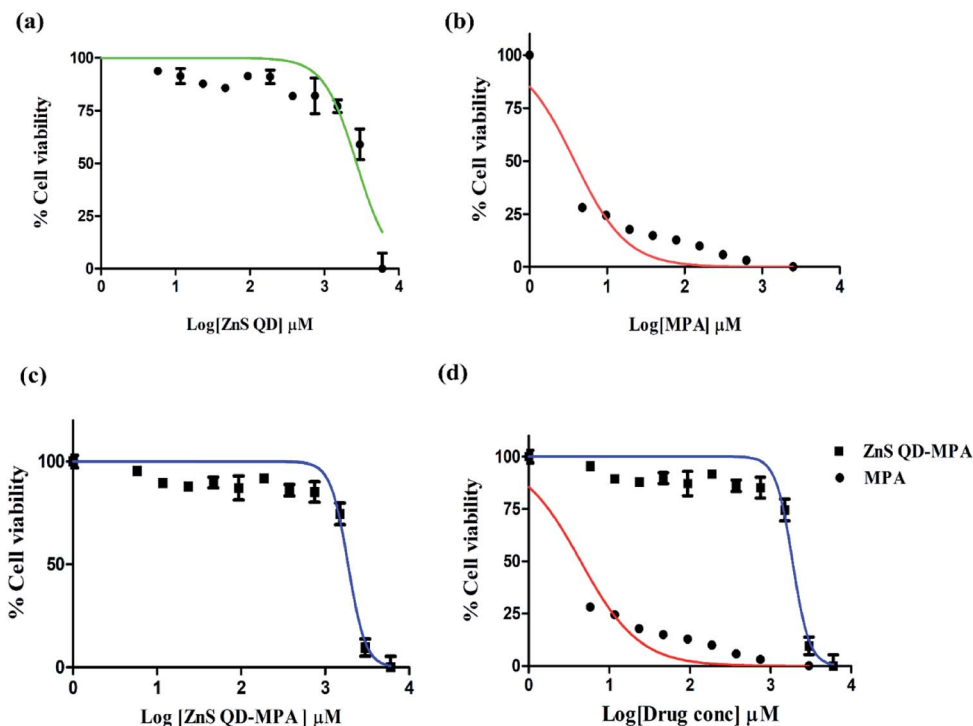 (a)
100
75
50
25
0
0 1 2 3 4
% Cell viability
Log[ZnS QD] μM
(b)
100
75
50
25
0
0 1 2 3 4
% Cell viability
Log[MPA] μM
(c)
100
50
0
0 1 2 3 4
% Cell viability
Log [ZnS QD-MPA ] μM
(d)
100
75
50
25
0
0 1 2 3 4
% Cell viability
Log[Drug conc] μM
ZnS QD-MPA
MPA